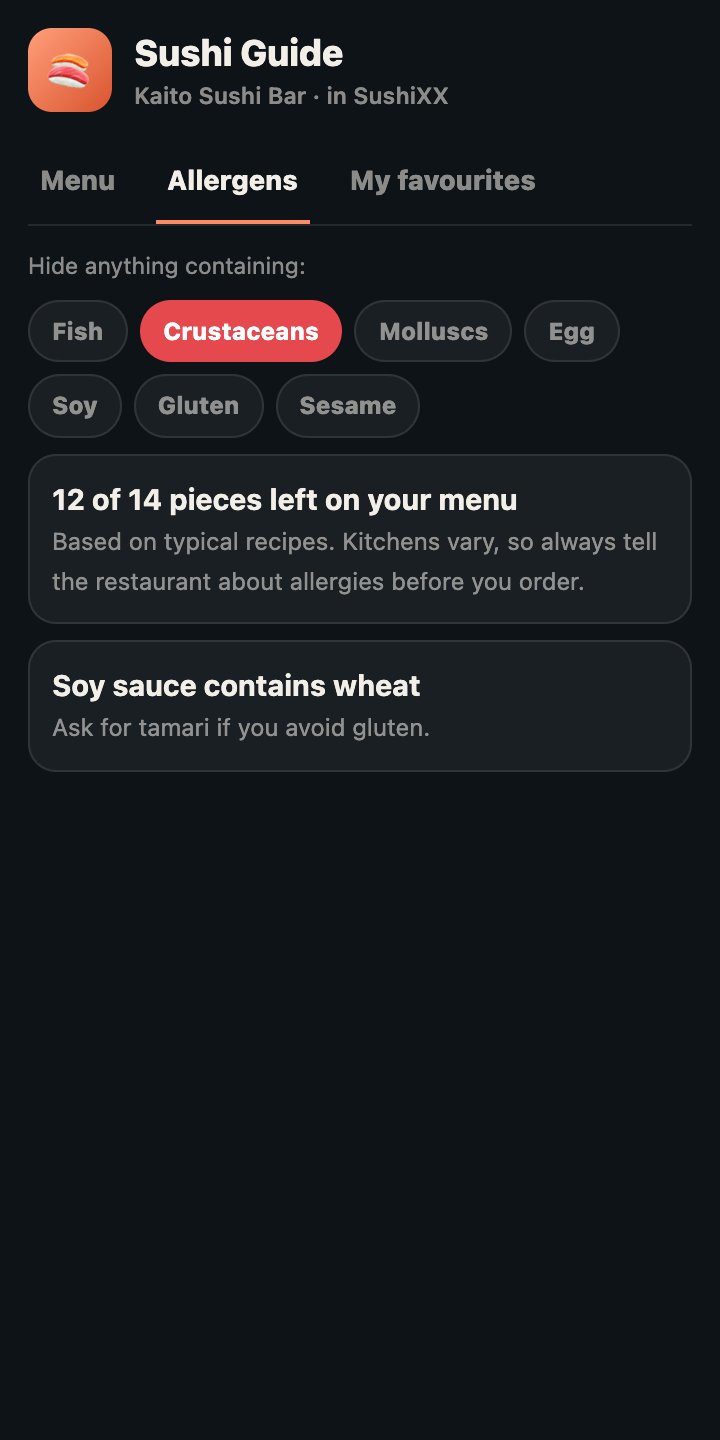 Sushi Guide
Kaito Sushi Bar · in SushiXX
Menu Allergens My favourites
Hide anything containing:
Fish Crustaceans Molluscs Egg
Soy Gluten Sesame
12 of 14 pieces left on your menu
Based on typical recipes. Kitchens vary, so always tell
the restaurant about allergies before you order.
Soy sauce contains wheat
Ask for tamari if you avoid gluten.